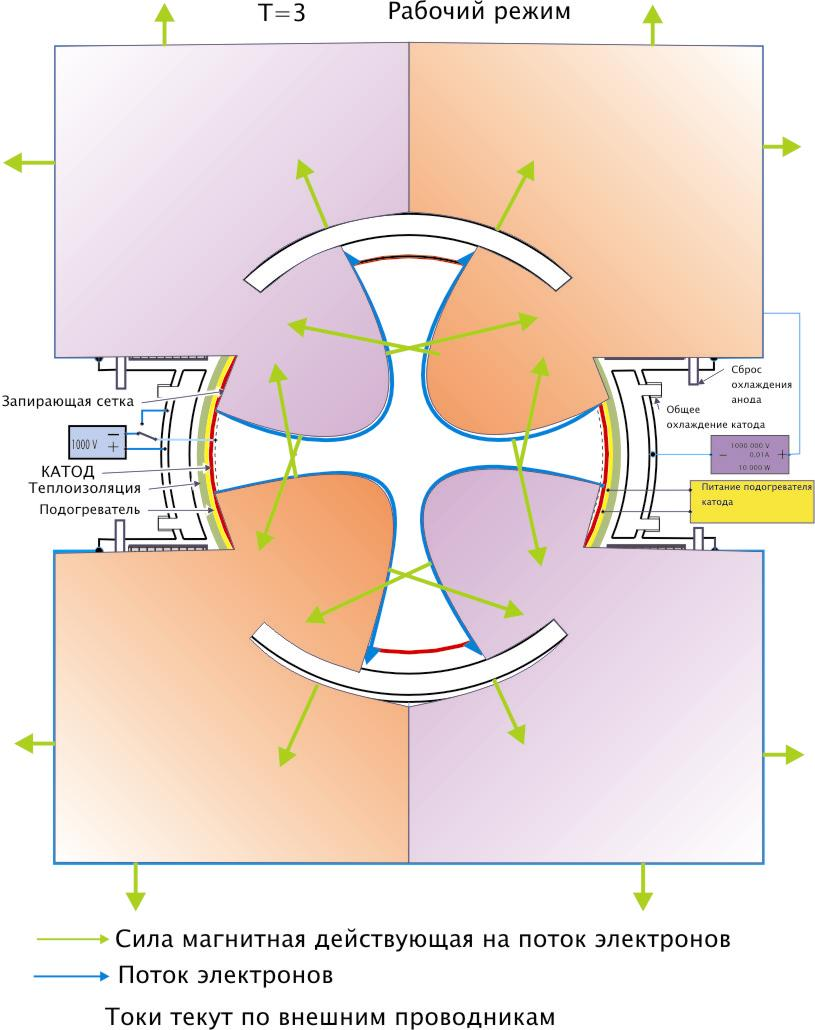 T=3 Рабочий режим
Сброс
охлаждения
анода
Запирающая сетка
Общее
охлаждение катода
1000 V
−
+
1000 000 V
0,01A
10 000 W
−
+
КАТОД
Теплоизоляция
Подогреватель
Питание подогревателя
катода
Сила магнитная действующая на поток электронов
Поток электронов
Токи текут по внешним проводникам